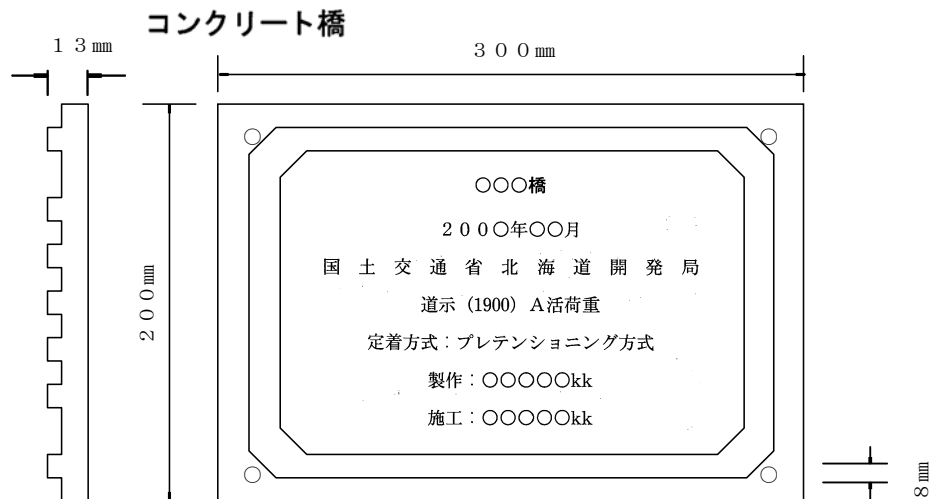 コンクリート橋
１３㎜
３００㎜
２００㎜
○○○橋
２００○年○○月
国土交通省北海道開発局
道示（1900）Ａ活荷重
定着方式：プレテンショニング方式
製作：○○○○○kk
施工：○○○○○kk
8㎜